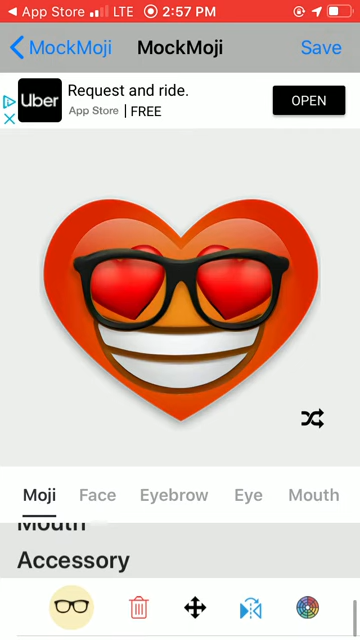 App Store LTE 2:57 PM
MockMoji MockMoji Save
Uber Request and ride. OPEN
App Store FREE
Moji Face Eyebrow Eye Mouth
Mouth
Accessory